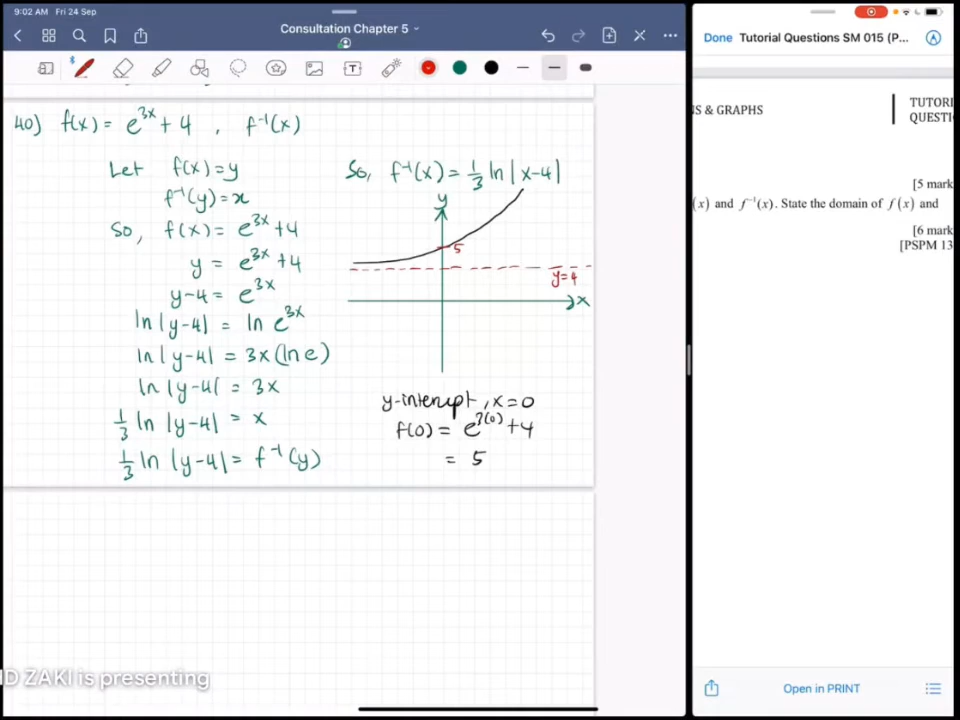 9:02 AM Fri 24 Sep
Consultation Chapter 5
T
40) f(x) = e^{3x} + 4 , f⁻¹(x)
Let f(x) = y
f⁻¹(y) = x
So, f(x) = e^{3x} + 4
y = e^{3x} + 4
y - 4 = e^{3x}
ln |y-4| = ln e^{3x}
ln |y-4| = 3x (ln e)
ln |y-4| = 3x
1/3 ln |y-4| = x
1/3 ln |y-4| = f⁻¹(y)
So, f⁻¹(x) = 1/3 ln |x-4|
y
5
y=4
x
y-intercept, x=0
f(0) = e^{3(0)} + 4
= 5
ZAKI is presenting
Done Tutorial Questions SM 015 (P...
& GRAPHS
TUTORI
QUESTI
[5 mark
(x) and f⁻¹(x). State the domain of f(x) and
[6 mark
[PSPM 13
Open in PRINT